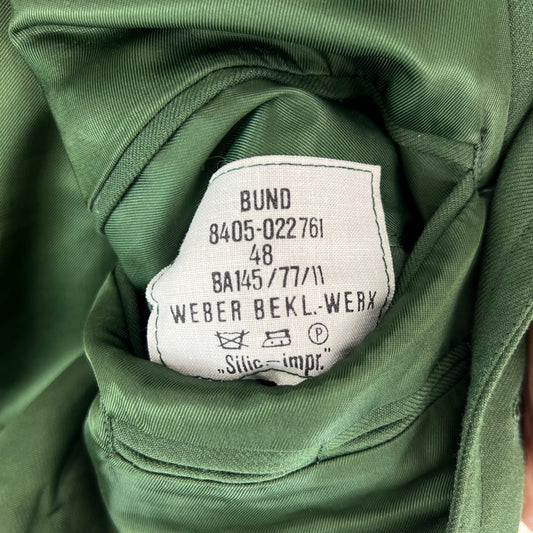 BUND
8405-022761
48
BA145/77/11
WEBER BEKL.-WERK
P
„Silic-impr."